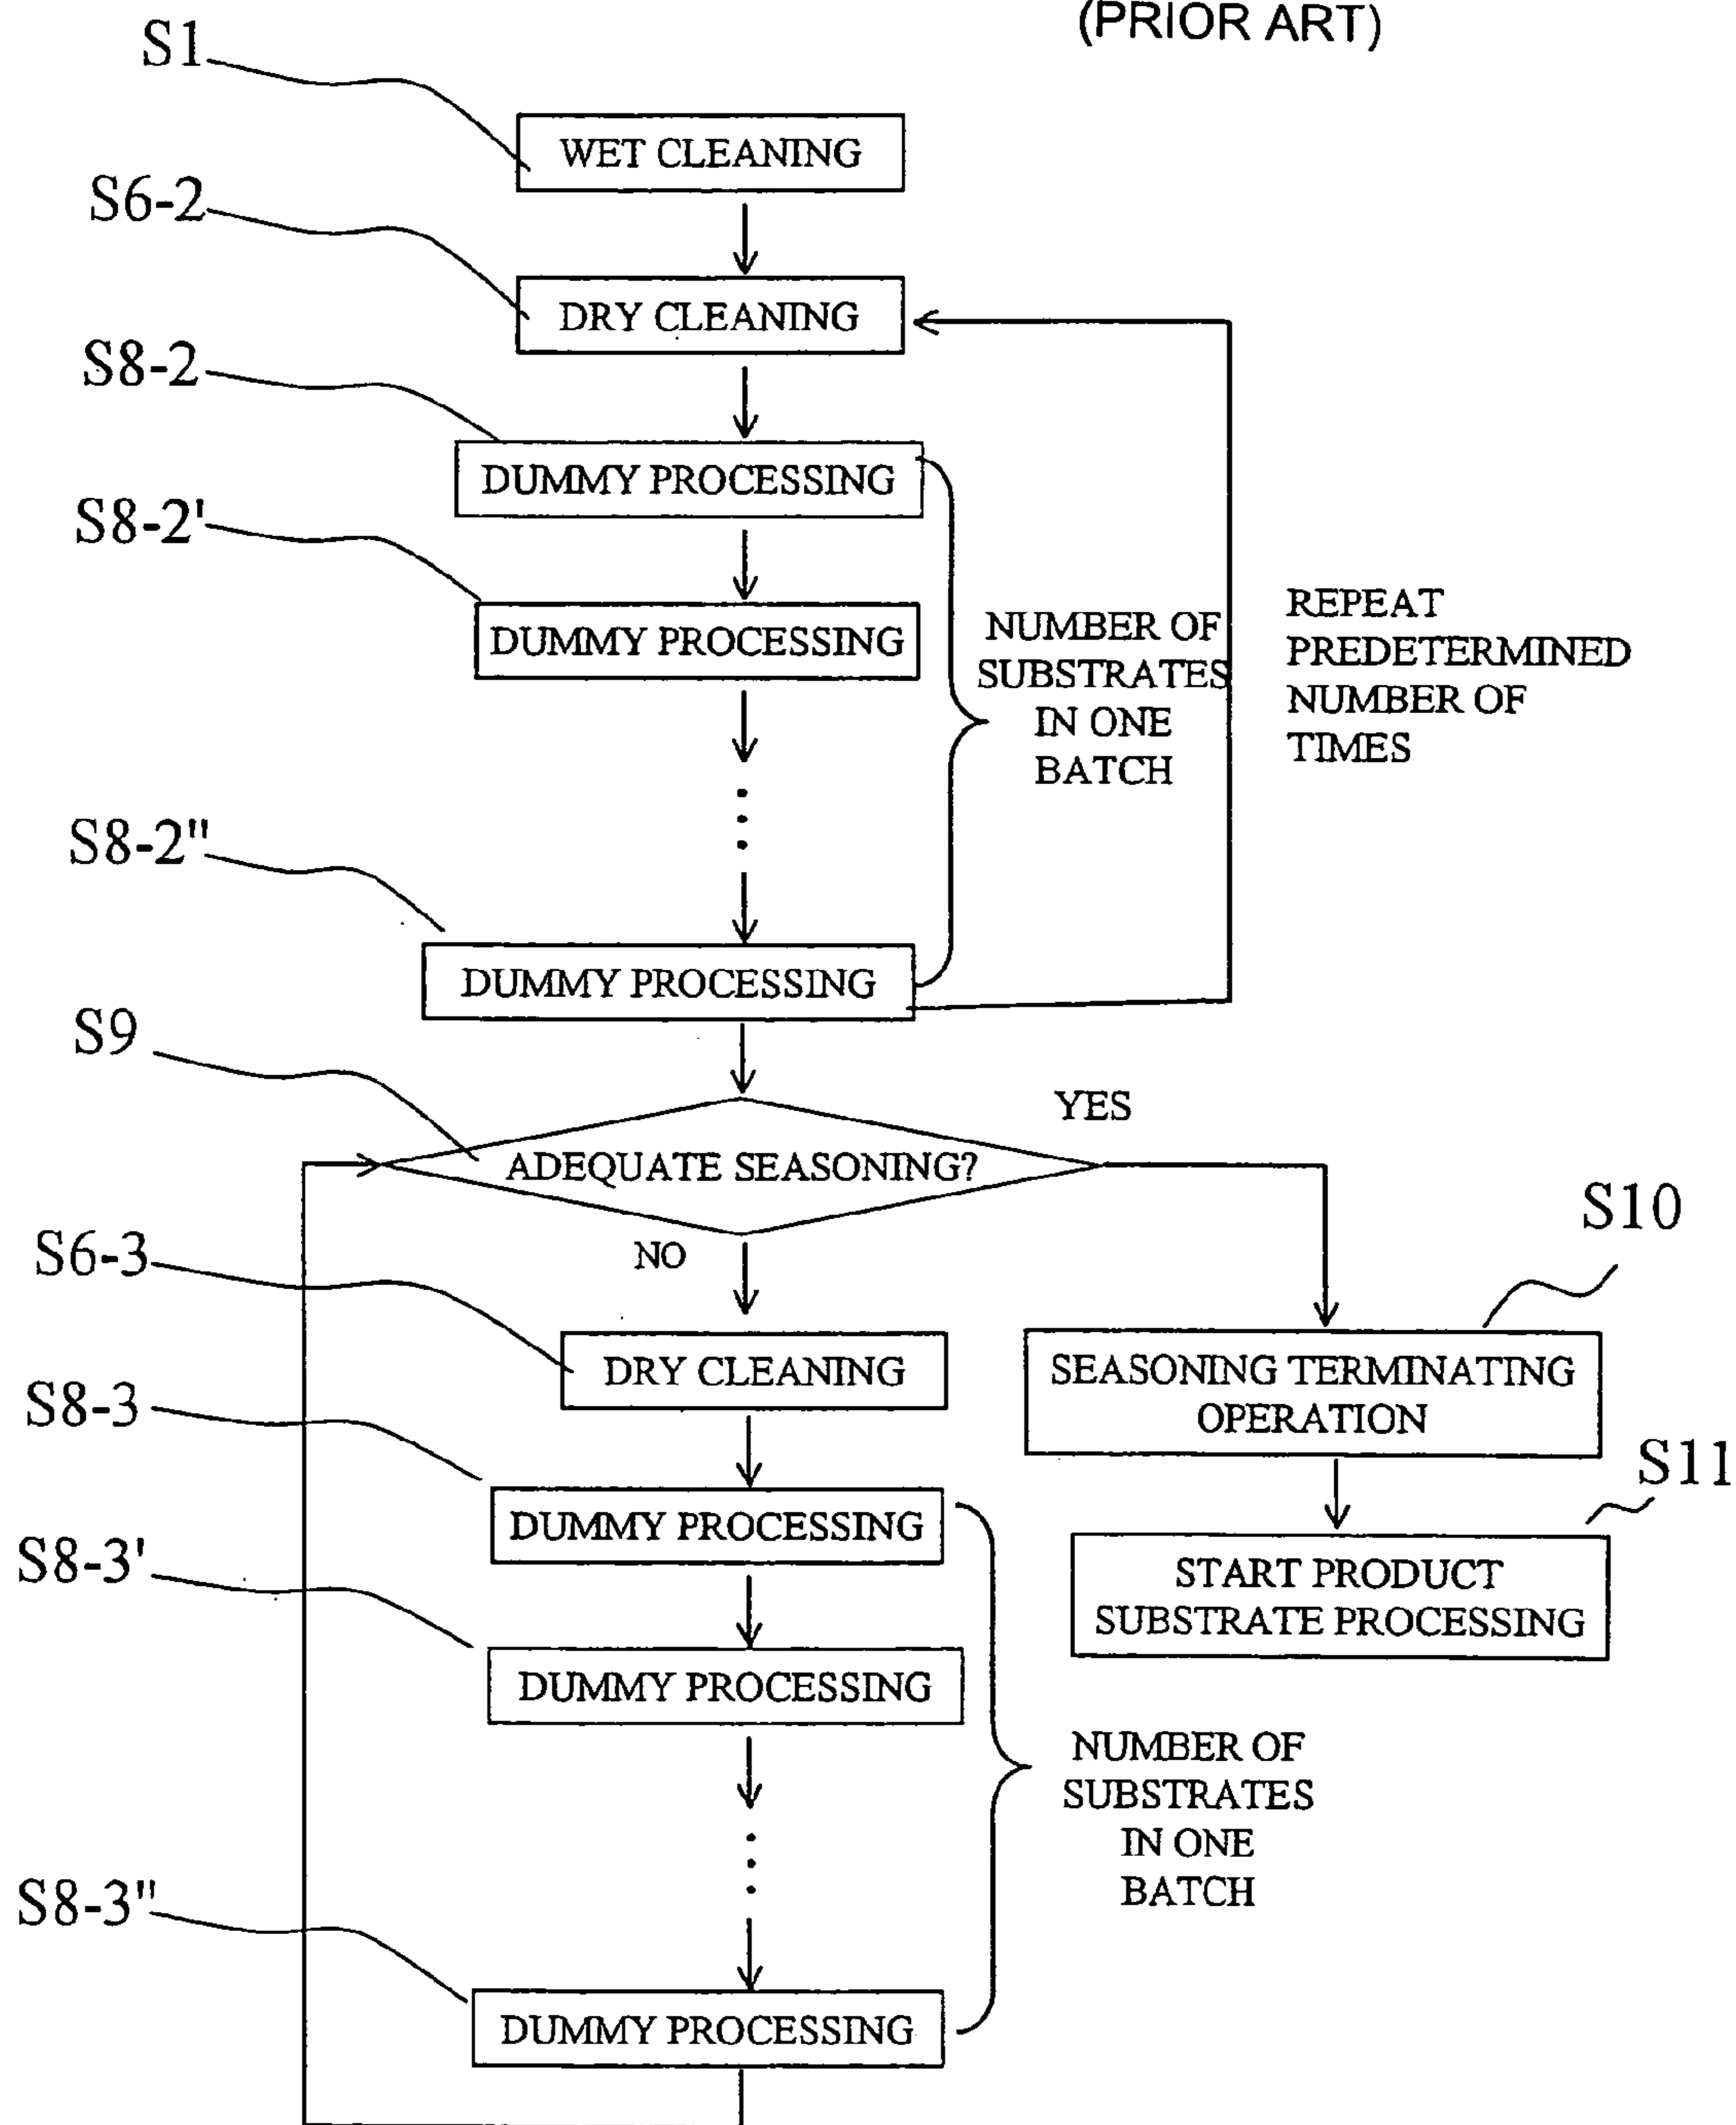 (PRIOR ART)
S1
WET CLEANING
S6-2
DRY CLEANING
S8-2
DUMMY PROCESSING
S8-2'
DUMMY PROCESSING
NUMBER OF
SUBSTRATES
IN ONE
BATCH
REPEAT
PREDETERMINED
NUMBER OF
TIMES
S8-2"
DUMMY PROCESSING
S9
ADEQUATE SEASONING?
YES
NO
S10
SEASONING TERMINATING
OPERATION
S11
START PRODUCT
SUBSTRATE PROCESSING
S6-3
DRY CLEANING
S8-3
DUMMY PROCESSING
S8-3'
DUMMY PROCESSING
NUMBER OF
SUBSTRATES
IN ONE
BATCH
S8-3"
DUMMY PROCESSING